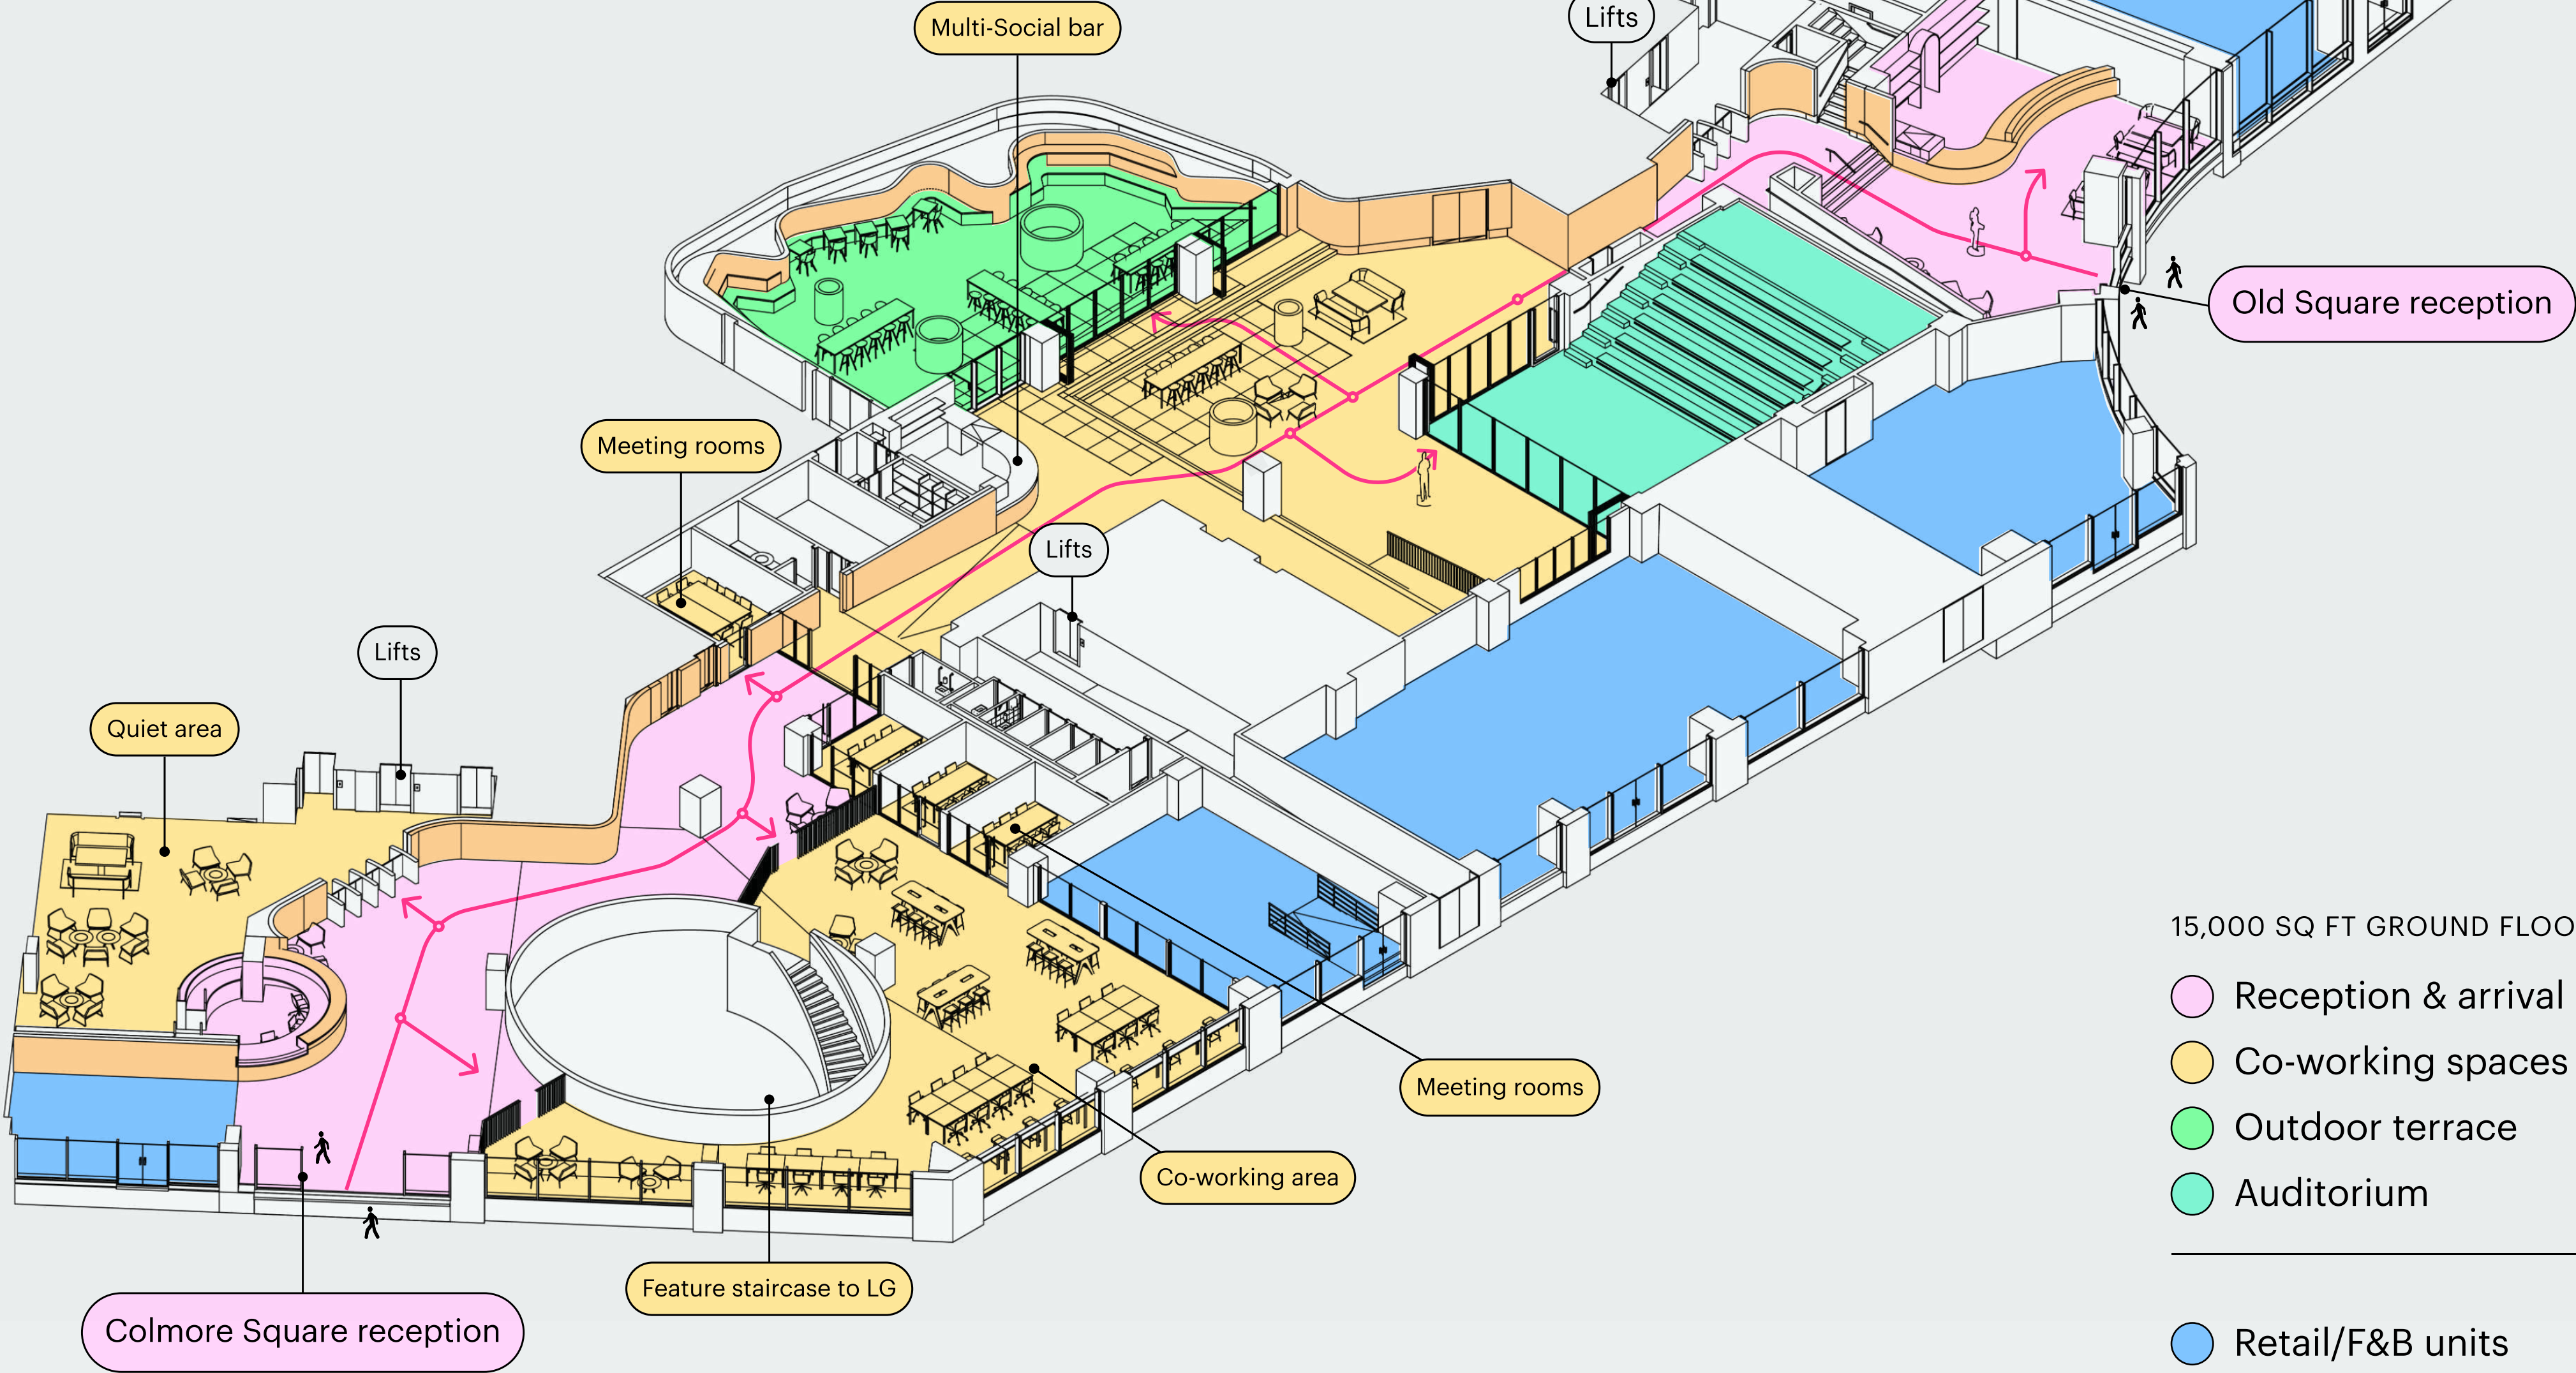 Multi-Social bar
Lifts
Old Square reception
Meeting rooms
Lifts
Lifts
Quiet area
15,000 SQ FT GROUND FLOO
Reception & arrival
Co-working spaces
Outdoor terrace
Auditorium
Retail/F&B units
Meeting rooms
Co-working area
Feature staircase to LG
Colmore Square reception